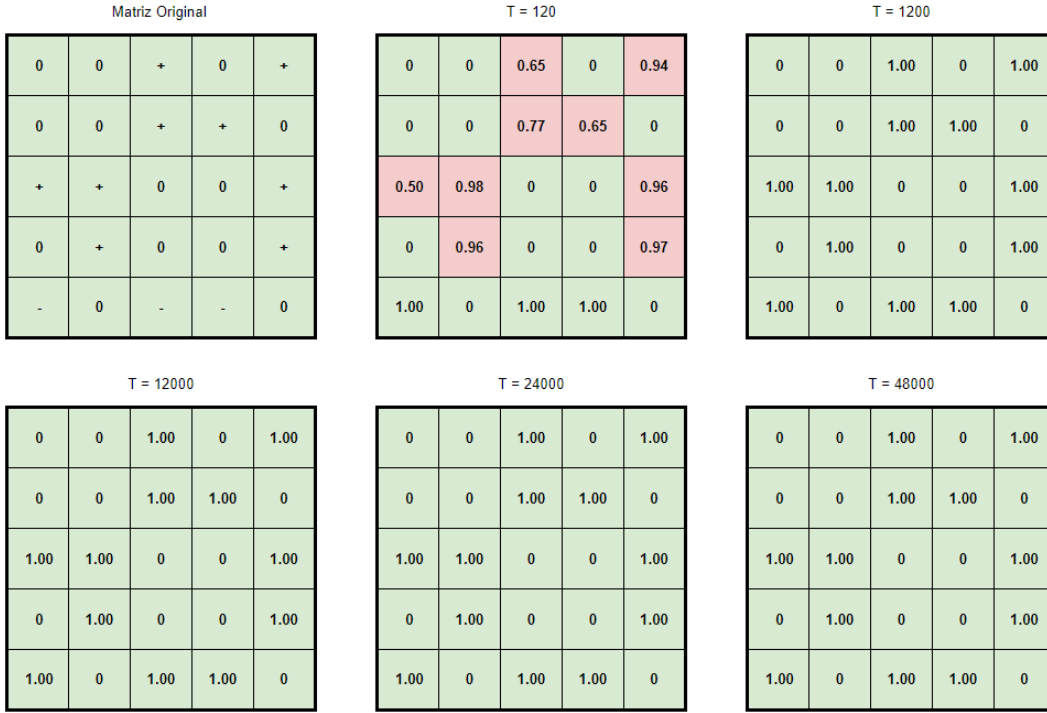 Matriz Original T = 120 T = 1200
0 0 + 0 + 0 0 0.65 0 0.94 0 0 1.00 0 1.00
0 0 + + 0 0 0 0.77 0.65 0 0 0 1.00 1.00 0
+ + 0 0 + 0.50 0.98 0 0 0.96 1.00 1.00 0 0 1.00
0 + 0 0 + 0 0.96 0 0 0.97 0 1.00 0 0 1.00
- 0 - - 0 1.00 0 1.00 1.00 0 1.00 0 1.00 1.00 0
T = 12000 T = 24000 T = 48000
0 0 1.00 0 1.00 0 0 1.00 0 1.00 0 0 1.00 0 1.00
0 0 1.00 1.00 0 0 0 1.00 1.00 0 0 0 1.00 1.00 0
1.00 1.00 0 0 1.00 1.00 1.00 0 0 1.00 1.00 1.00 0 0 1.00
0 1.00 0 0 1.00 0 1.00 0 0 1.00 0 1.00 0 0 1.00
1.00 0 1.00 1.00 0 1.00 0 1.00 1.00 0 1.00 0 1.00 1.00 0